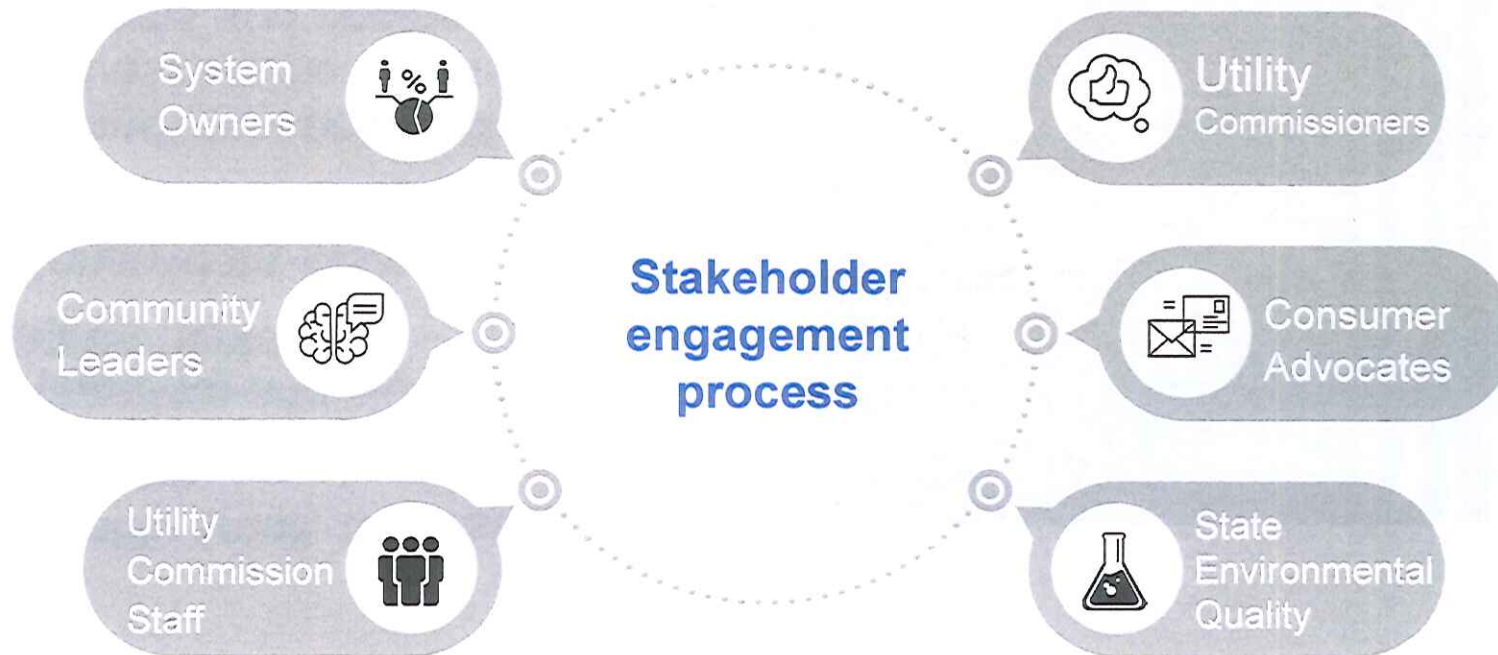 System
Owners
%
Community
Leaders
Utility
Commission
Staff
Stakeholder
engagement
process
Utility
Commissioners
Consumer
Advocates
State
Environmental
Quality